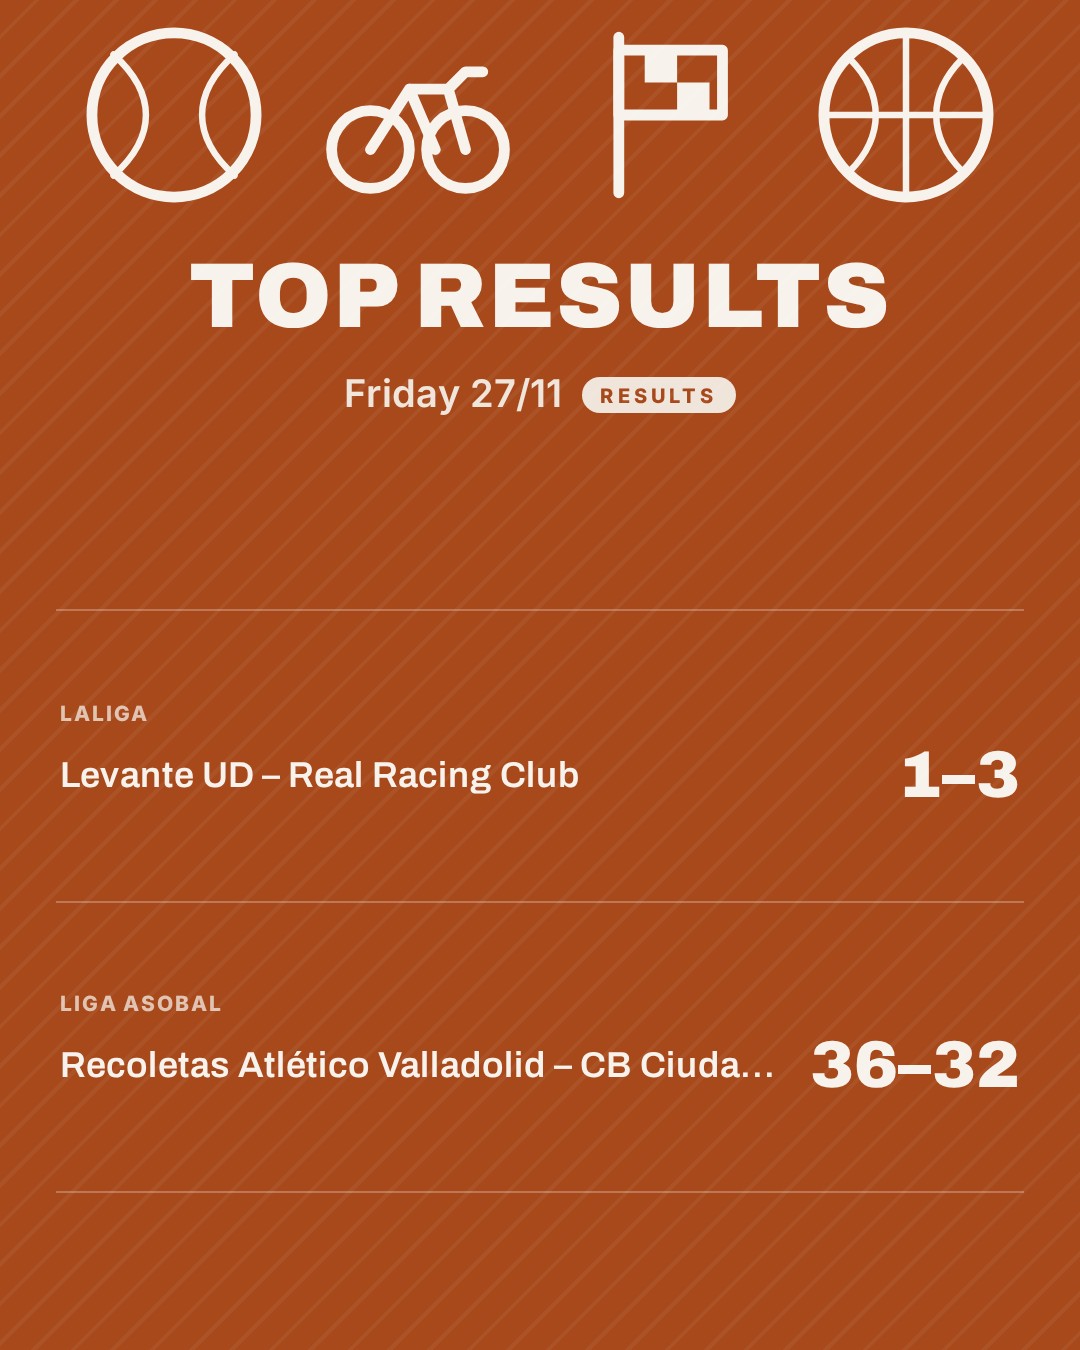 TOP RESULTS
Friday 27/11 RESULTS
LALIGA
Levante UD – Real Racing Club 1–3
LIGA ASOBAL
Recoletas Atlético Valladolid – CB Ciuda... 36–32